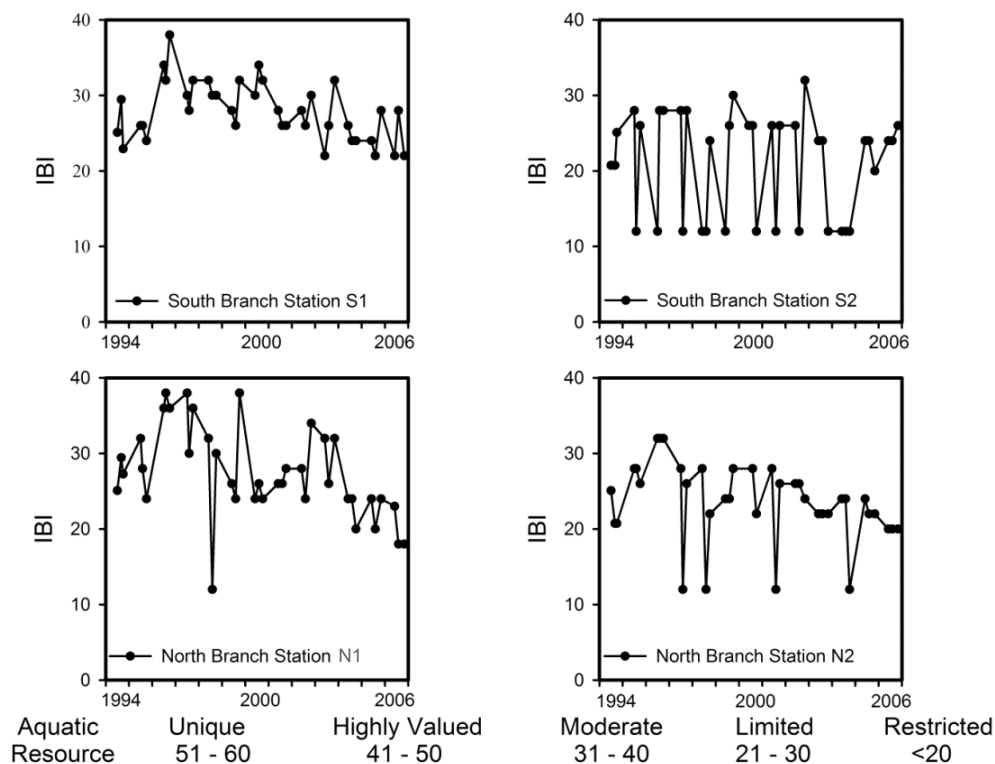 40
30
20
10
0
IBI
South Branch Station S1
1994 2000 2006
40
30
20
10
0
IBI
South Branch Station S2
1994 2000 2006
40
30
20
10
0
IBI
North Branch Station N1
1994 2000 2006
40
30
20
10
0
IBI
North Branch Station N2
1994 2000 2006
Aquatic Unique Highly Valued Moderate Limited Restricted
Resource 51 - 60 41 - 50 31 - 40 21 - 30 <20